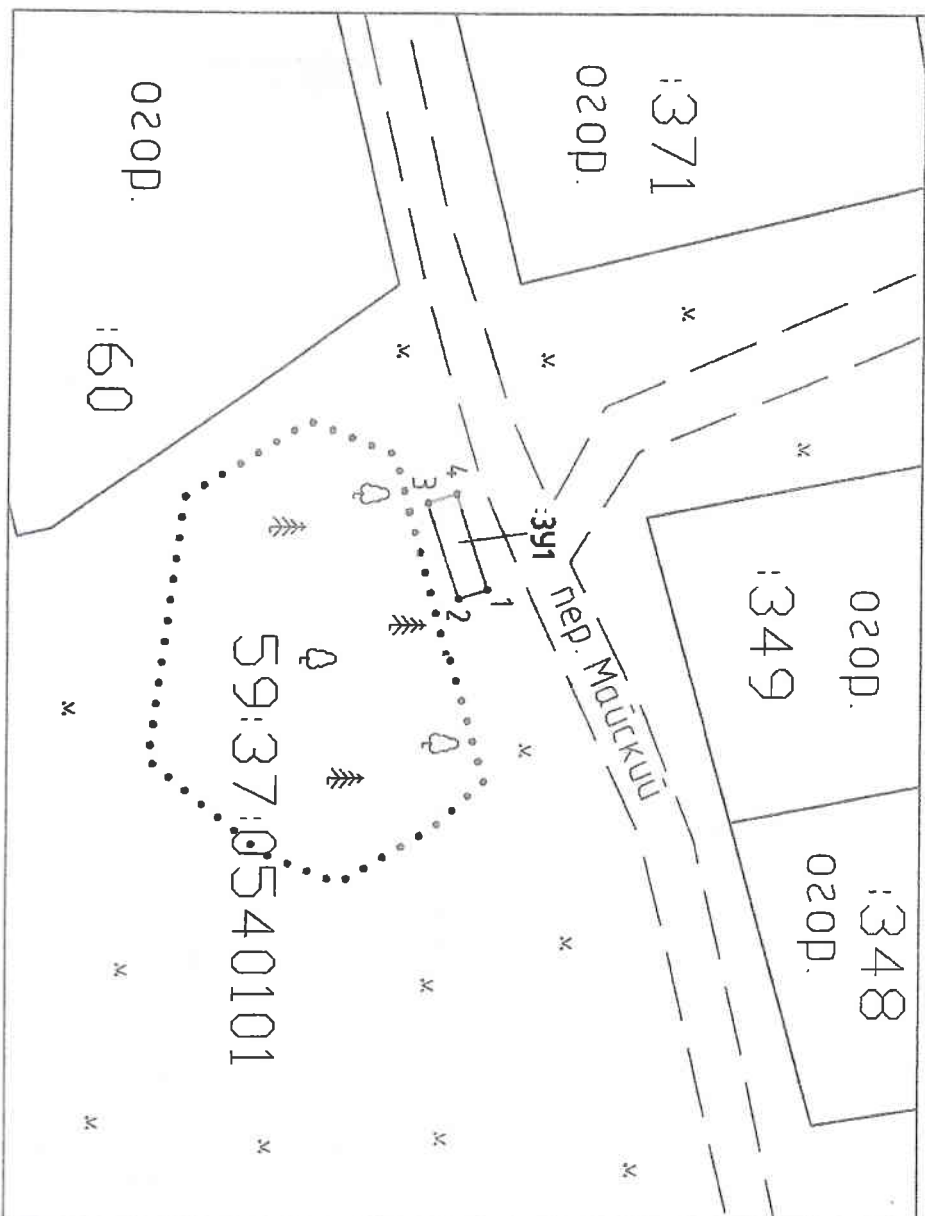 :371
огор.
:348
огор.
огор.
:349
пер. Майский
:ЗУ1
4
1
3
2
огор.
:60
59:37:0540101